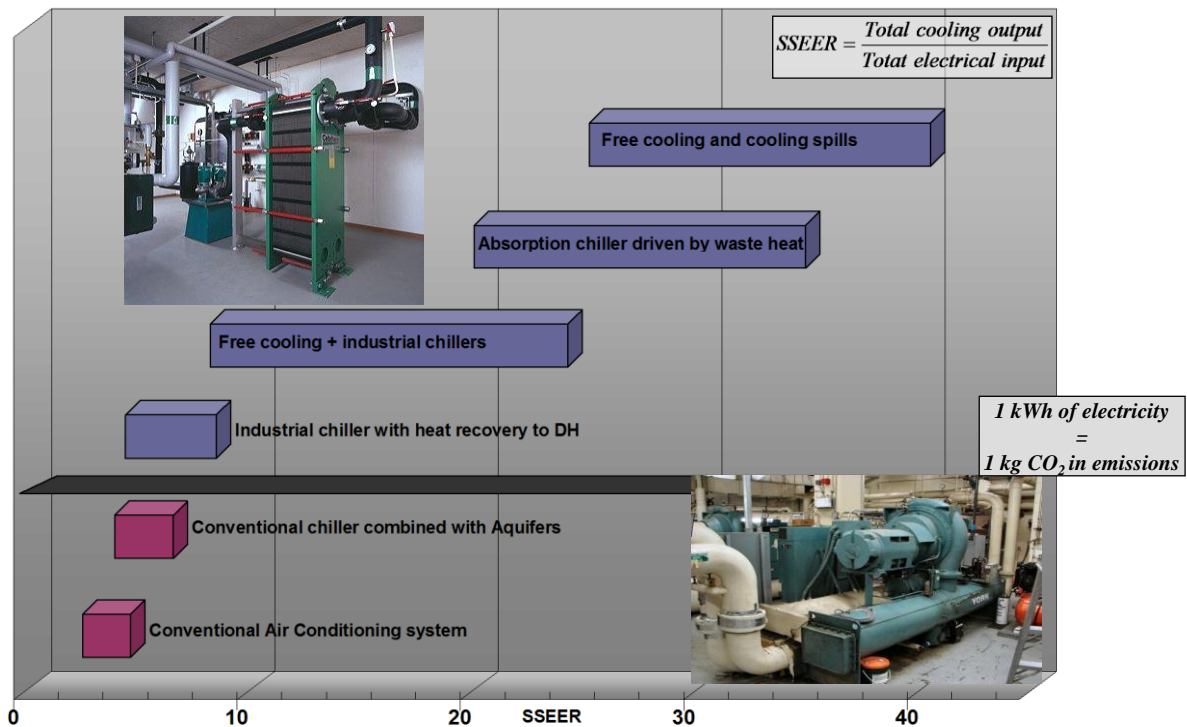 SSEER = Total cooling output
Totat electrical input
Free cooling and cooling spills
Absorption chiller driven by waste heat
Free cooling + industrial chillers
1 kWh of electricity
=
1 kg CO₂ in emissions
Industrial chiller with heat recovery to DH
Conventional chiller combined with Aquifers
YORK
Conventional Air Conditioning system
0 10 20 SSEER 30 40